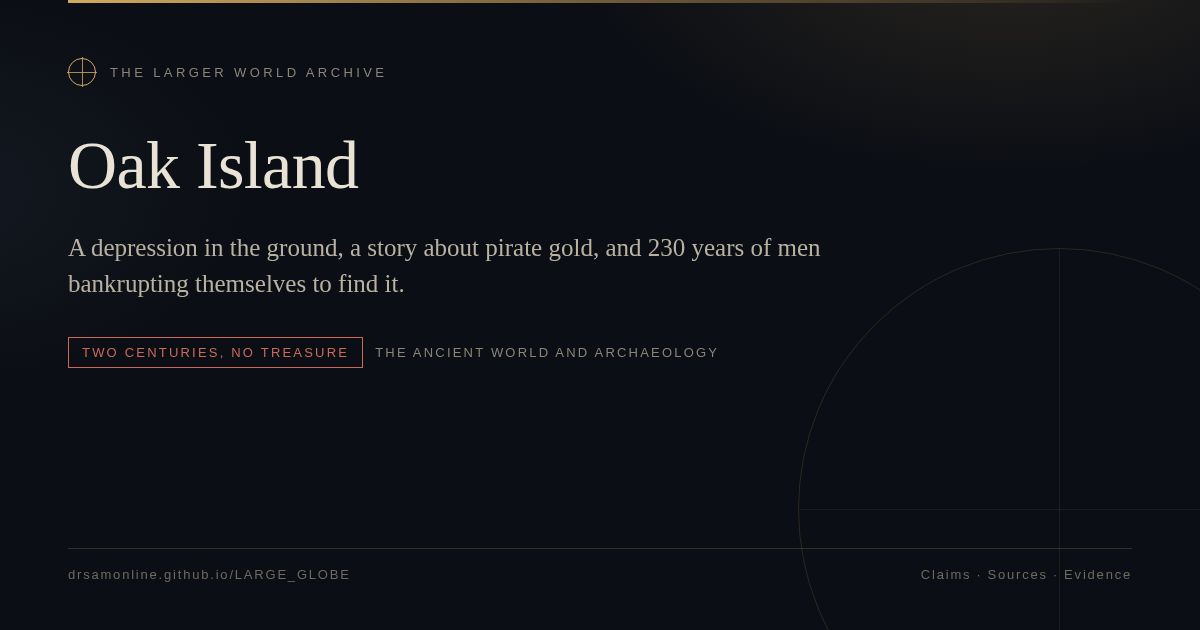 THE LARGER WORLD ARCHIVE
Oak Island
A depression in the ground, a story about pirate gold, and 230 years of men
bankrupting themselves to find it.
TWO CENTURIES, NO TREASURE
THE ANCIENT WORLD AND ARCHAEOLOGY
drsamonline.github.io/LARGE_GLOBE
Claims · Sources · Evidence